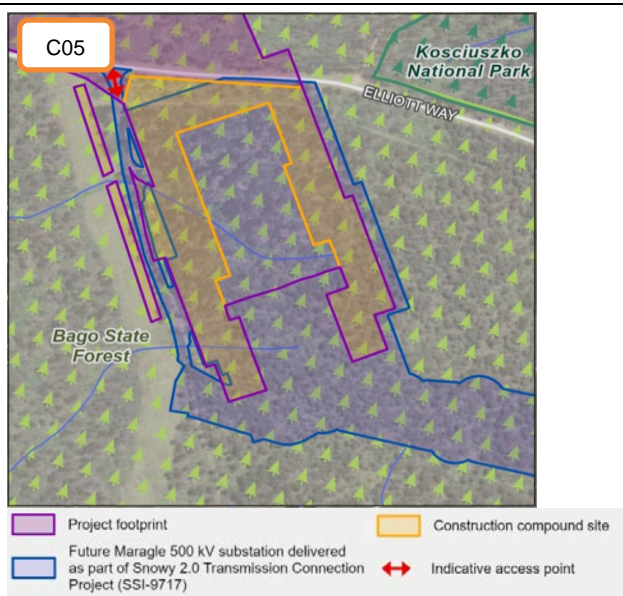 C05
Kosciuszko
National Park
ELLIOTT WAY
Bago State
Forest
Project footprint
Construction compound site
Future Maragle 500 kV substation delivered
as part of Snowy 2.0 Transmission Connection
Project (SSI-9717)
Indicative access point